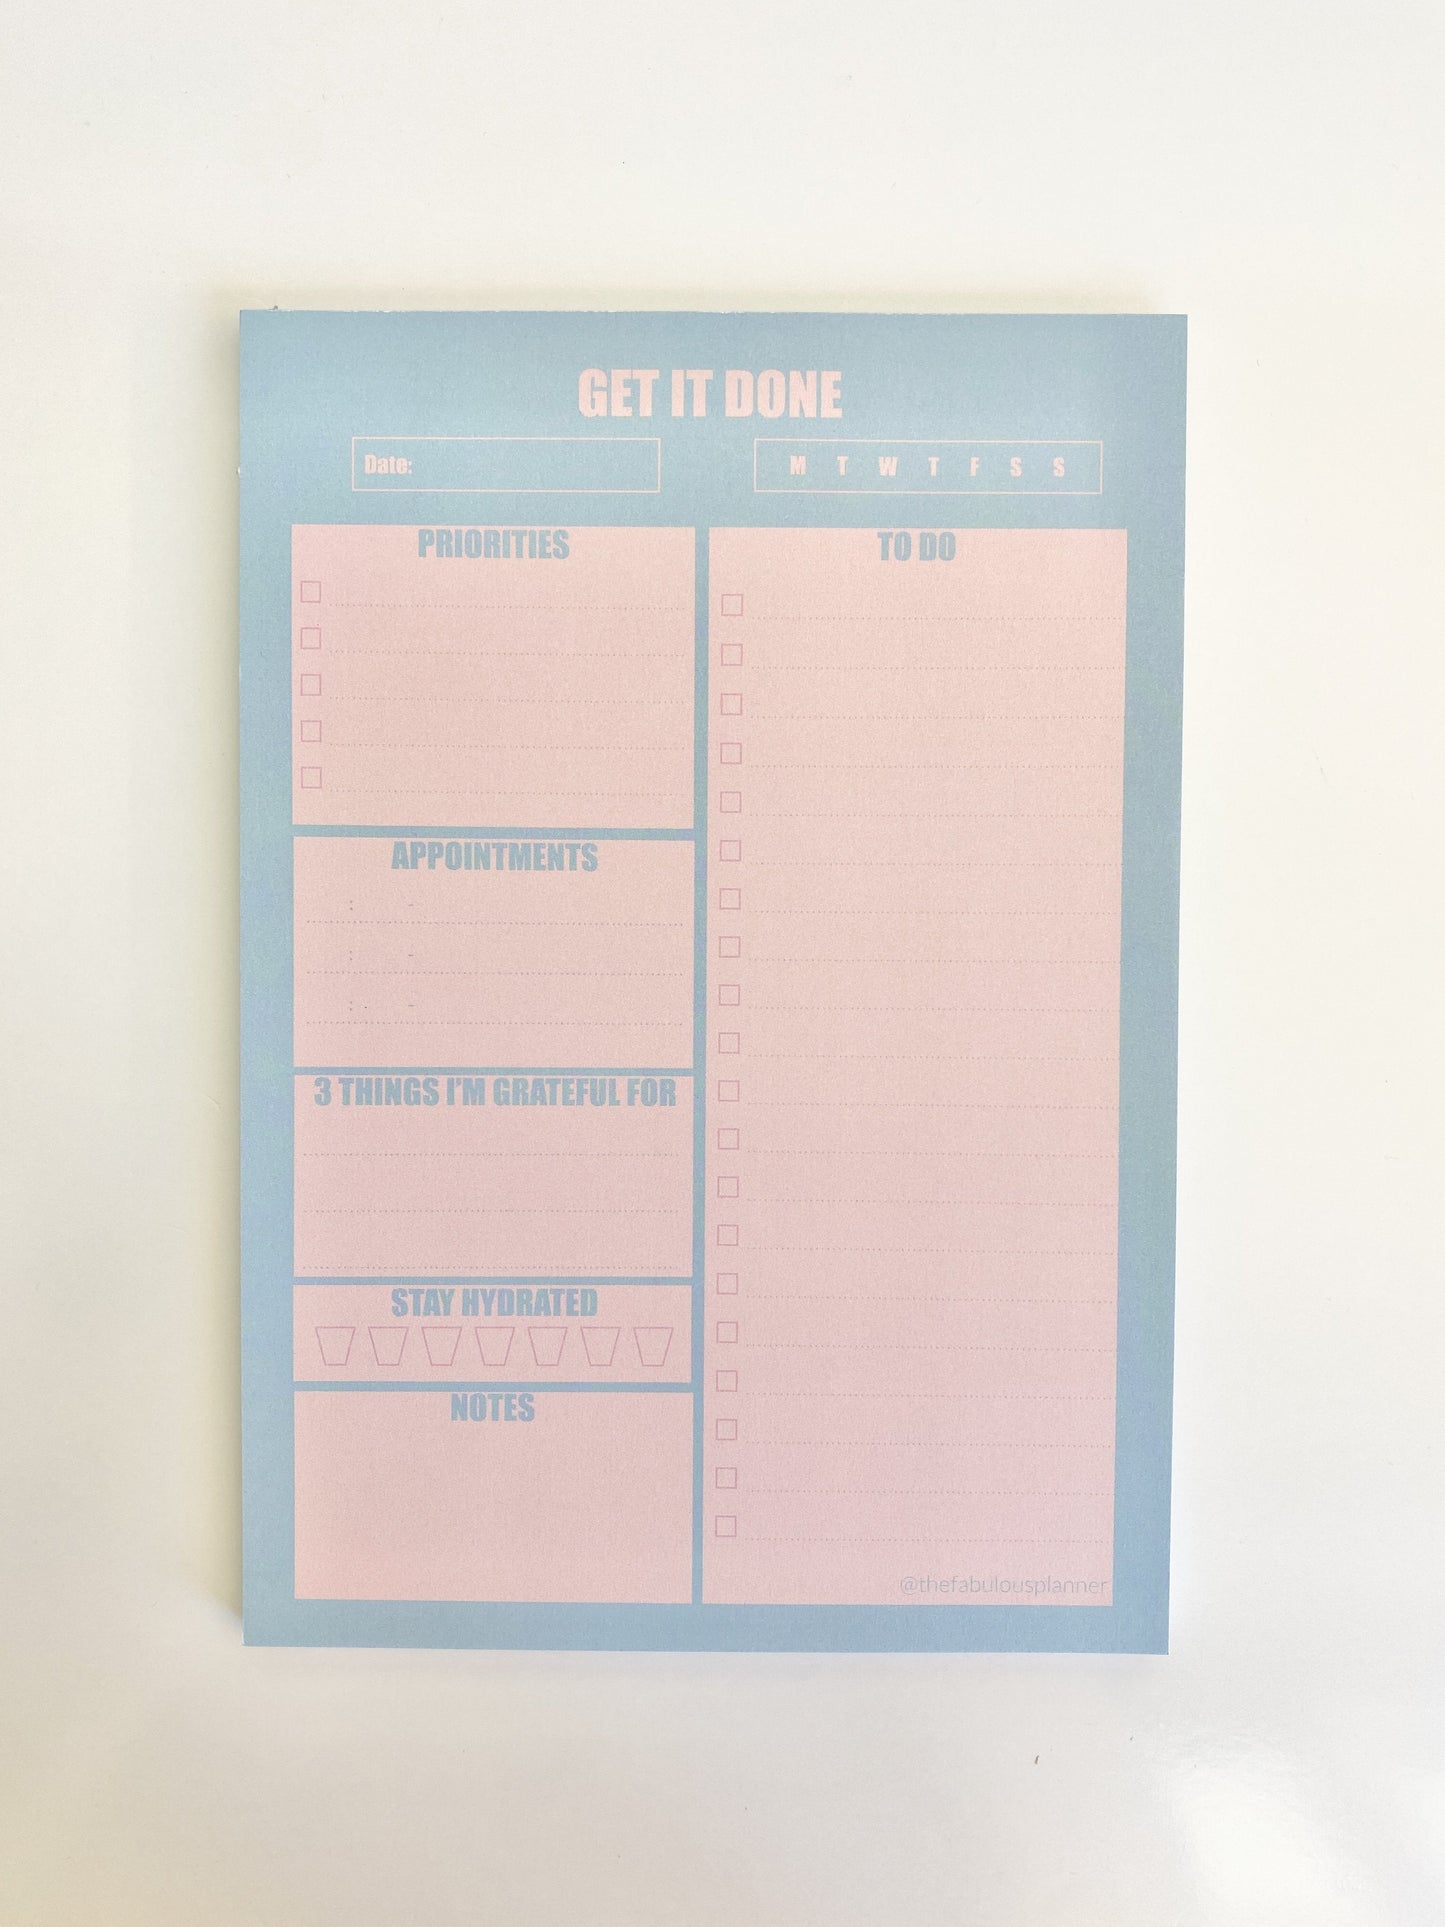 GET IT DONE
Date:
M T W T F S S
PRIORITIES
APPOINTMENTS
: -
: -
: -
3 THINGS I'M GRATEFUL FOR
STAY HYDRATED
NOTES
TO DO
@thefabulousplanner